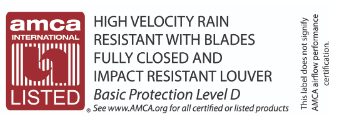 amca
INTERNATIONAL
LISTED
®
HIGH VELOCITY RAIN
RESISTANT WITH BLADES
FULLY CLOSED AND
IMPACT RESISTANT LOUVER
Basic Protection Level D
See www.AMCA.org for all certified or listed products
This label does not signify
AMCA airflow performance
certification.